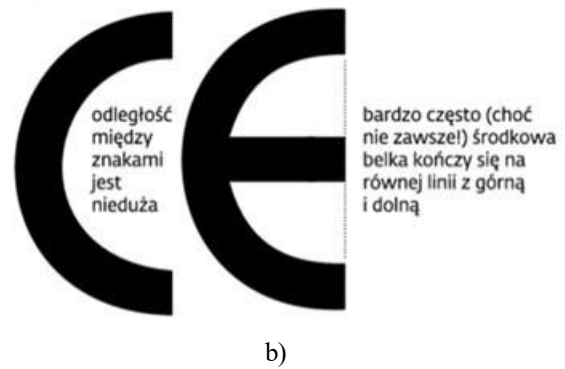 CE
odległość
między
znakami
jest
nieduża
bardzo często (choć
nie zawsze!) środkowa
belka kończy się na
równej linii z górną
i dolną
b)